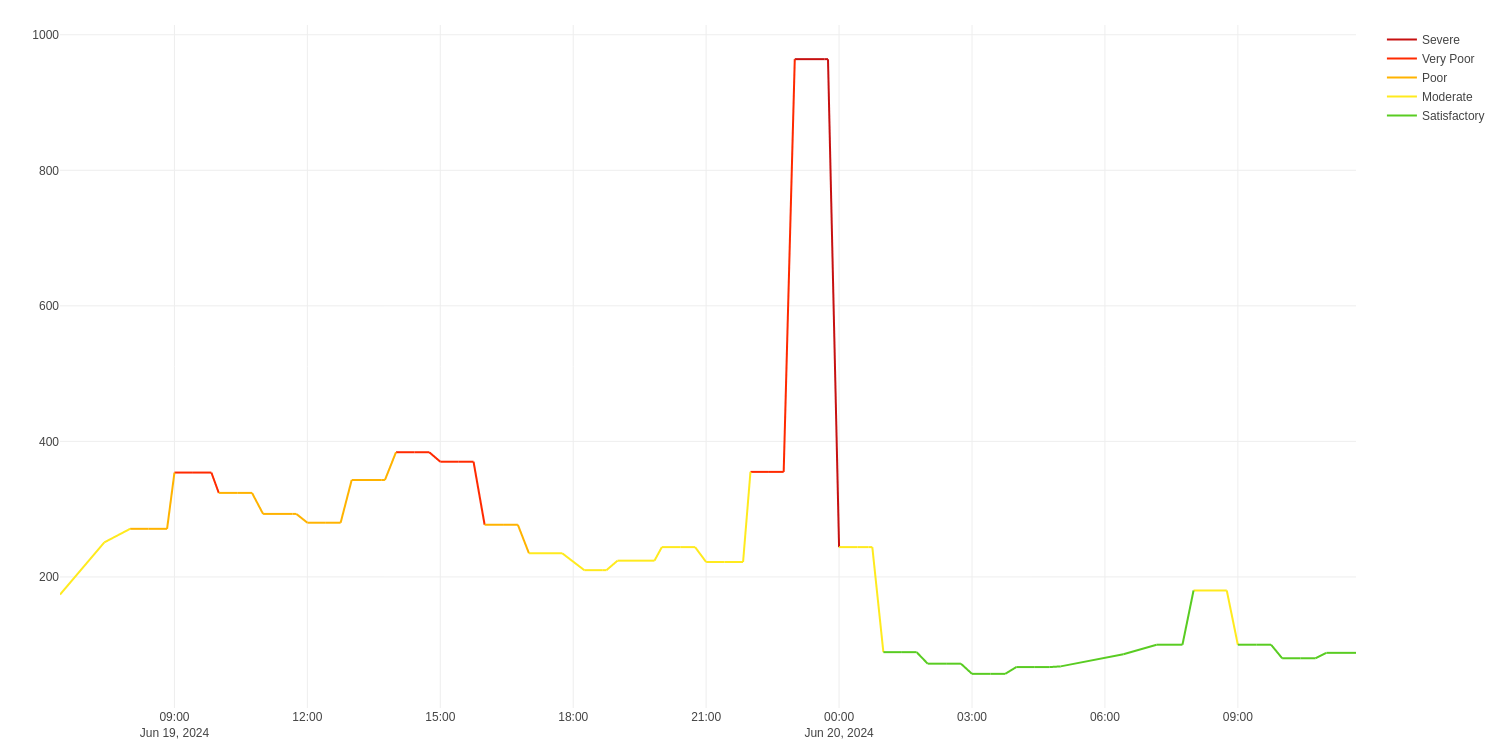 1000
800
600
400
200
09:00
Jun 19, 2024
12:00
15:00
18:00
21:00
00:00
Jun 20, 2024
03:00
06:00
09:00
Severe
Very Poor
Poor
Moderate
Satisfactory